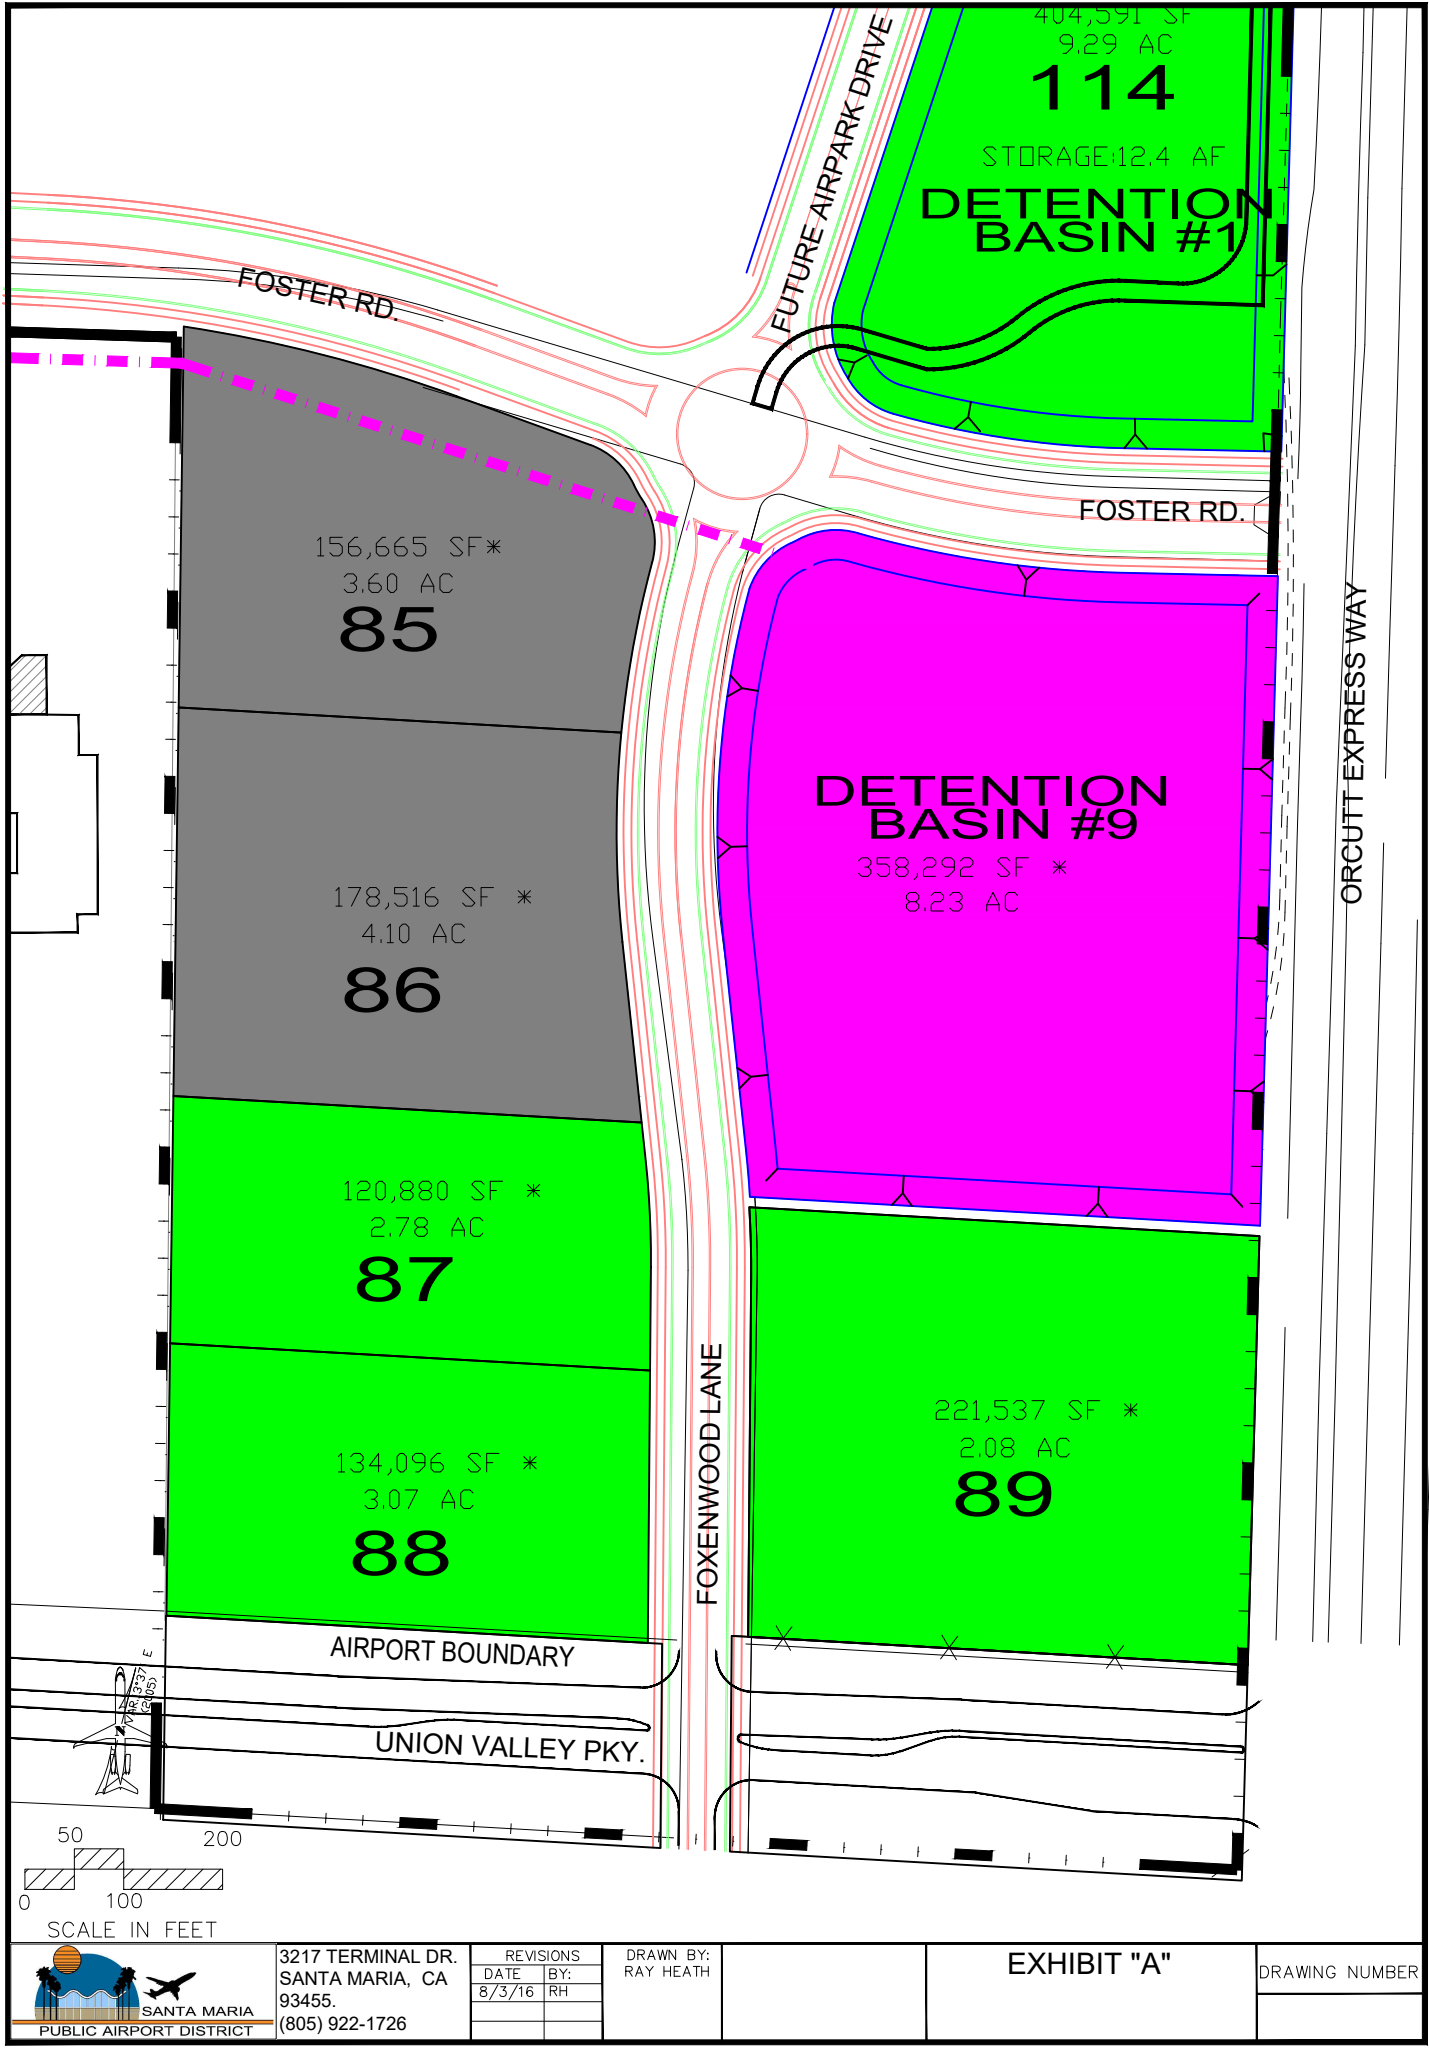 404,591 SF
9.29 AC
114
STORAGE:12.4 AF
DETENTION
BASIN #1
FUTURE AIRPARK DRIVE
FOSTER RD.
FOSTER RD.
156,665 SF*
3.60 AC
85
ORCUTT EXPRESS WAY
DETENTION
BASIN #9
358,292 SF *
8.23 AC
178,516 SF *
4.10 AC
86
120,880 SF *
2.78 AC
87
FOXENWOOD LANE
221,537 SF *
2.08 AC
89
134,096 SF *
3.07 AC
88
AIRPORT BOUNDARY
VAR. 3°37' E
(2005)
N
UNION VALLEY PKY.
50
200
0
100
SCALE IN FEET
SANTA MARIA
PUBLIC AIRPORT DISTRICT
3217 TERMINAL DR.
SANTA MARIA, CA
93455.
(805) 922-1726
REVISIONS
DATE BY:
8/3/16 RH
DRAWN BY:
RAY HEATH
EXHIBIT "A"
DRAWING NUMBER